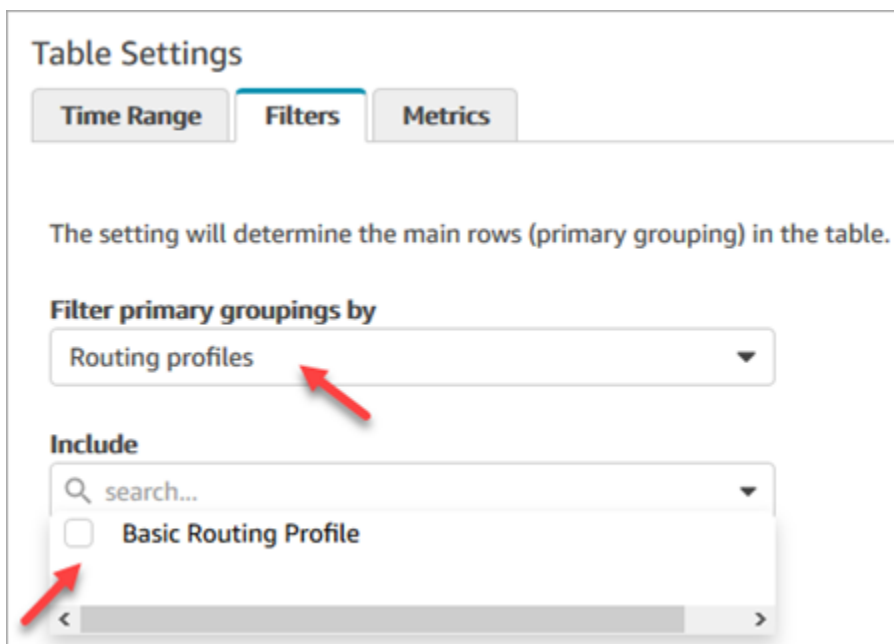 Table Settings
Time Range Filters Metrics
The setting will determine the main rows (primary grouping) in the table.
Filter primary groupings by
Routing profiles
Include
search...
Basic Routing Profile